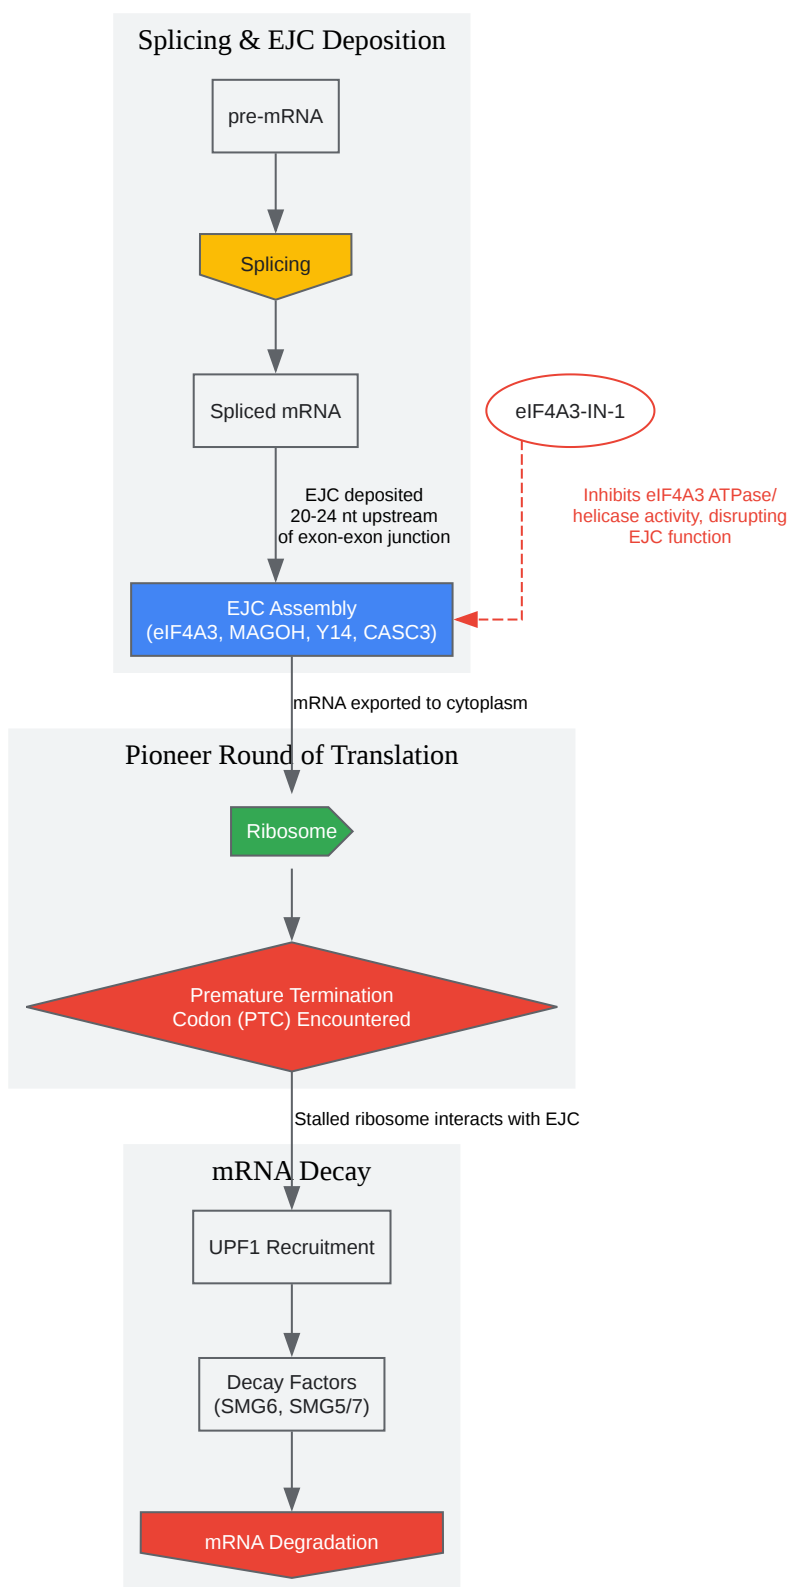 Splicing & EJC Deposition
pre-mRNA
Splicing
Spliced mRNA
eIF4A3-IN-1
EJC deposited
20-24 nt upstream
of exon-exon junction
Inhibits eIF4A3 ATPase/
helicase activity, disrupting
EJC function
EJC Assembly
(eIF4A3, MAGOH, Y14, CASC3)
mRNA exported to cytoplasm
Pioneer Round of Translation
Ribosome
Premature Termination
Codon (PTC) Encountered
Stalled ribosome interacts with EJC
mRNA Decay
UPF1 Recruitment
Decay Factors
(SMG6, SMG5/7)
mRNA Degradation